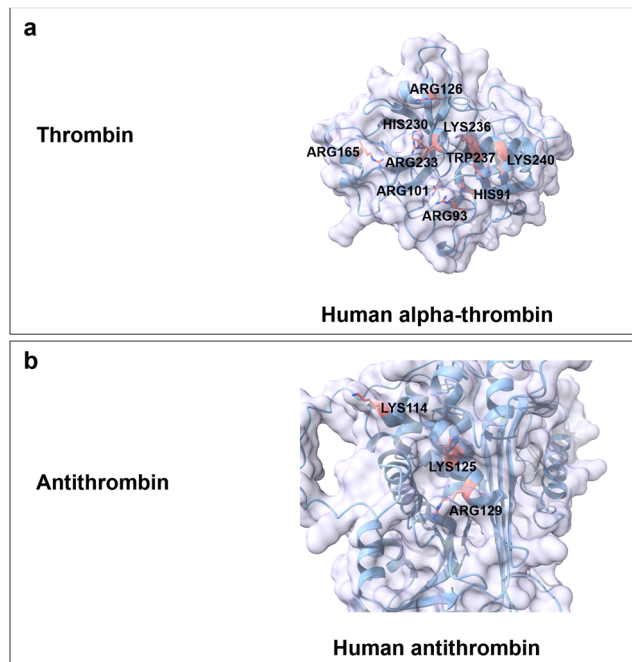 a
Thrombin
ARG126
HIS230
LYS236
ARG165
ARG233
TRP237
LYS240
ARG101
HIS91
ARG93
Human alpha-thrombin
b
Antithrombin
LYS114
LYS125
ARG129
Human antithrombin